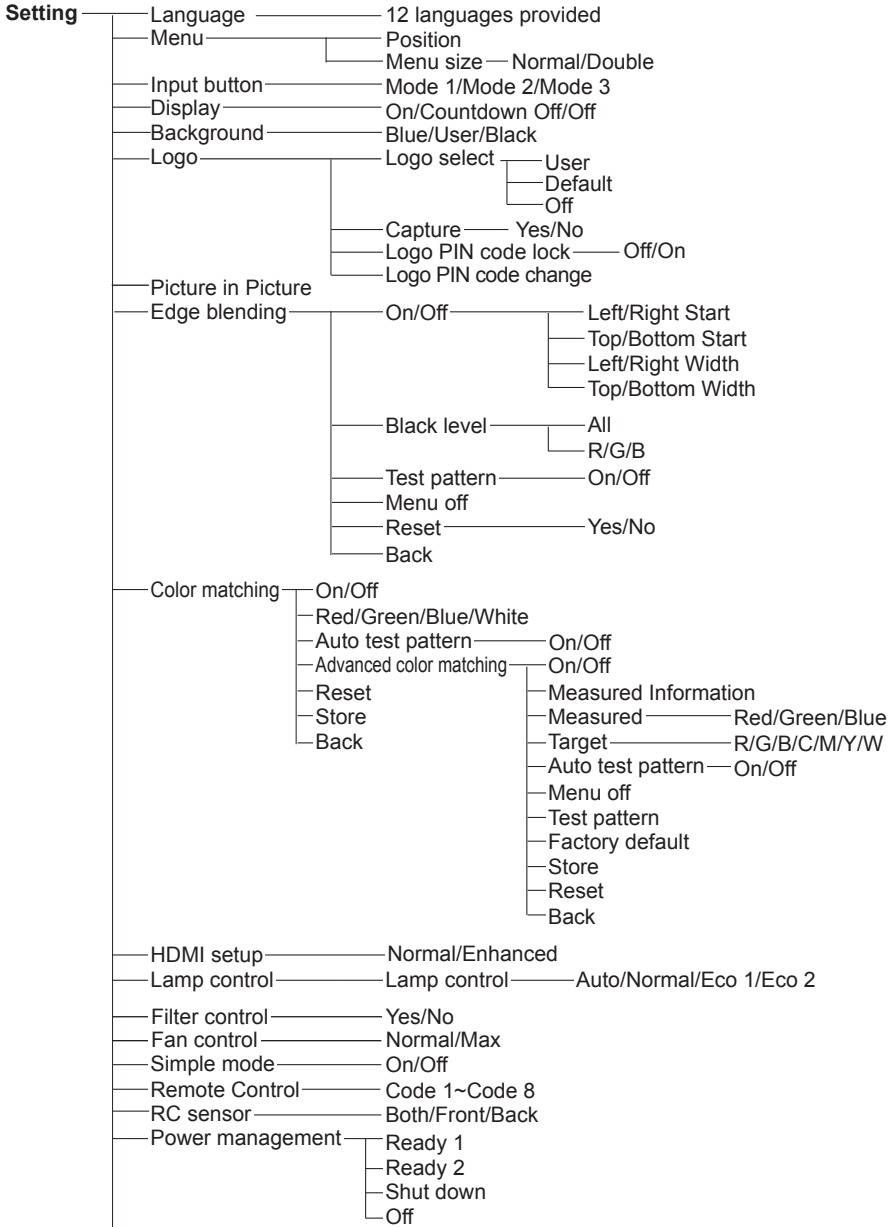 Setting Language 12 languages provided
Menu Position
Menu size Normal/Double
Input button Mode 1/Mode 2/Mode 3
Display On/Countdown Off/Off
Background Blue/User/Black
Logo Logo select User
Default
Off
Capture Yes/No
Logo PIN code lock Off/On
Logo PIN code change
Picture in Picture
Edge blending On/Off Left/Right Start
Top/Bottom Start
Left/Right Width
Top/Bottom Width
Black level All
R/G/B
Test pattern On/Off
Menu off
Reset Yes/No
Back
Color matching On/Off
Red/Green/Blue/White
Auto test pattern On/Off
Advanced color matching On/Off
Reset Measured Information
Store Measured Red/Green/Blue
Back Target R/G/B/C/M/Y/W
Auto test pattern On/Off
Menu off
Test pattern
Factory default
Store
Reset
Back
HDMI setup Normal/Enhanced
Lamp control Lamp control Auto/Normal/Eco 1/Eco 2
Filter control Yes/No
Fan control Normal/Max
Simple mode On/Off
Remote Control Code 1~Code 8
RC sensor Both/Front/Back
Power management Ready 1
Ready 2
Shut down
Off